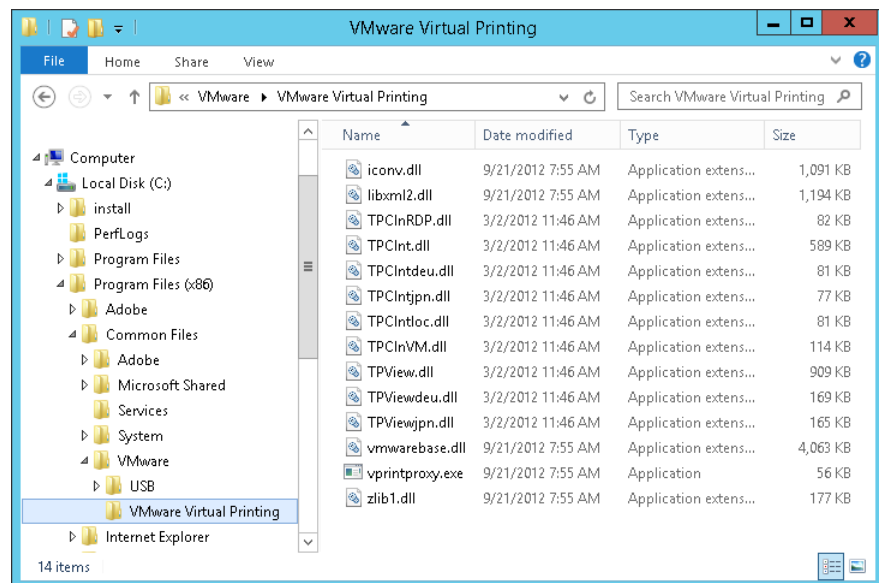 VMware Virtual Printing
File Home Share View
« VMware VMware Virtual Printing Search VMware Virtual Printing
Name Date modified Type Size
Computer
Local Disk (C:)
install
PerfLogs
Program Files
Program Files (x86)
Adobe
Common Files
Adobe
Microsoft Shared
Services
System
VMware
USB
VMware Virtual Printing
Internet Explorer
iconv.dll 9/21/2012 7:55 AM Application extens... 1,091 KB
libxml2.dll 9/21/2012 7:55 AM Application extens... 1,194 KB
TPClnRDP.dll 3/2/2012 11:46 AM Application extens... 82 KB
TPClnt.dll 3/2/2012 11:46 AM Application extens... 589 KB
TPClntdeu.dll 3/2/2012 11:46 AM Application extens... 81 KB
TPClntjpn.dll 3/2/2012 11:46 AM Application extens... 77 KB
TPClntloc.dll 3/2/2012 11:46 AM Application extens... 81 KB
TPClnVM.dll 3/2/2012 11:46 AM Application extens... 114 KB
TPView.dll 3/2/2012 11:46 AM Application extens... 909 KB
TPViewdeu.dll 3/2/2012 11:46 AM Application extens... 169 KB
TPViewjpn.dll 3/2/2012 11:46 AM Application extens... 165 KB
vmwarebase.dll 9/21/2012 7:55 AM Application extens... 4,063 KB
vprintproxy.exe 9/21/2012 7:55 AM Application 56 KB
zlib1.dll 9/21/2012 7:55 AM Application extens... 177 KB
14 items